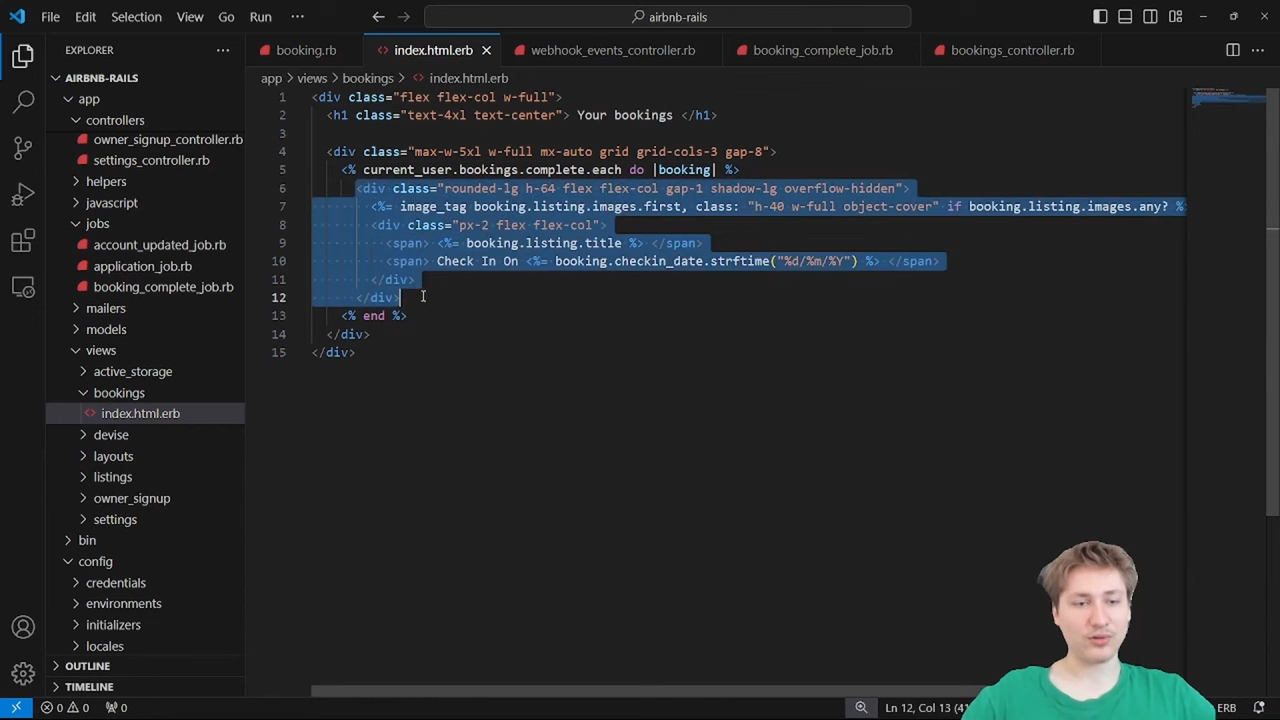 File Edit Selection View Go Run ··· airbnb-rails
EXPLORER ···
booking.rb index.html.erb webhook_events_controller.rb booking_complete_job.rb bookings_controller.rb
AIRBNB-RAILS
app
controllers
owner_signup_controller.rb
settings_controller.rb
helpers
javascript
jobs
account_updated_job.rb
application_job.rb
booking_complete_job.rb
mailers
models
views
active_storage
bookings
index.html.erb
devise
layouts
listings
owner_signup
settings
bin
config
credentials
environments
initializers
locales
OUTLINE
TIMELINE
app > views > bookings > index.html.erb
1 <div class="flex flex-col w-full">
2 <h1 class="text-4xl text-center"> Your bookings </h1>
3
4 <div class="max-w-5xl w-full mx-auto grid grid-cols-3 gap-8">
5 <% current_user.bookings.complete.each do |booking| %>
6 <div class="rounded-lg h-64 flex flex-col gap-1 shadow-lg overflow-hidden">
7 <%= image_tag booking.listing.images.first, class: "h-40 w-full object-cover" if booking.listing.images.any? %
8 <div class="px-2 flex flex-col">
9 <span> <%= booking.listing.title %> </span>
10 <span> Check In On <%= booking.checkin_date.strftime("%d/%m/%Y") %> </span>
11 </div>
12 </div>
13 <% end %>
14 </div>
15 </div>
0 0 0 Ln 12, Col 13 (41 ERB